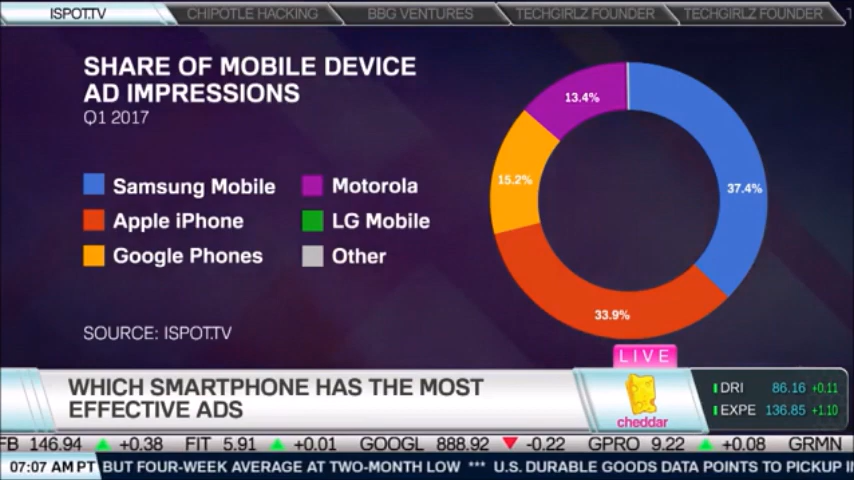 ISPOT.TV CHIPOTLE HACKING BBG VENTURES TECHGIRLZ FOUNDER TECHGIRLZ FOUNDER
SHARE OF MOBILE DEVICE
AD IMPRESSIONS
Q1 2017
Samsung Mobile
Motorola
Apple iPhone
LG Mobile
Google Phones
Other
13.4%
15.2%
37.4%
33.9%
SOURCE: ISPOT.TV
LIVE
WHICH SMARTPHONE HAS THE MOST
EFFECTIVE ADS
cheddar
DRI 86.16 +0.11
EXPE 136.85 +1.10
FB 146.94 +0.38 FIT 5.91 +0.01 GOOGL 888.92 -0.22 GPRO 9.22 +0.08 GRMN
07:07 AM PT BUT FOUR-WEEK AVERAGE AT TWO-MONTH LOW *** U.S. DURABLE GOODS DATA POINTS TO PICKUP